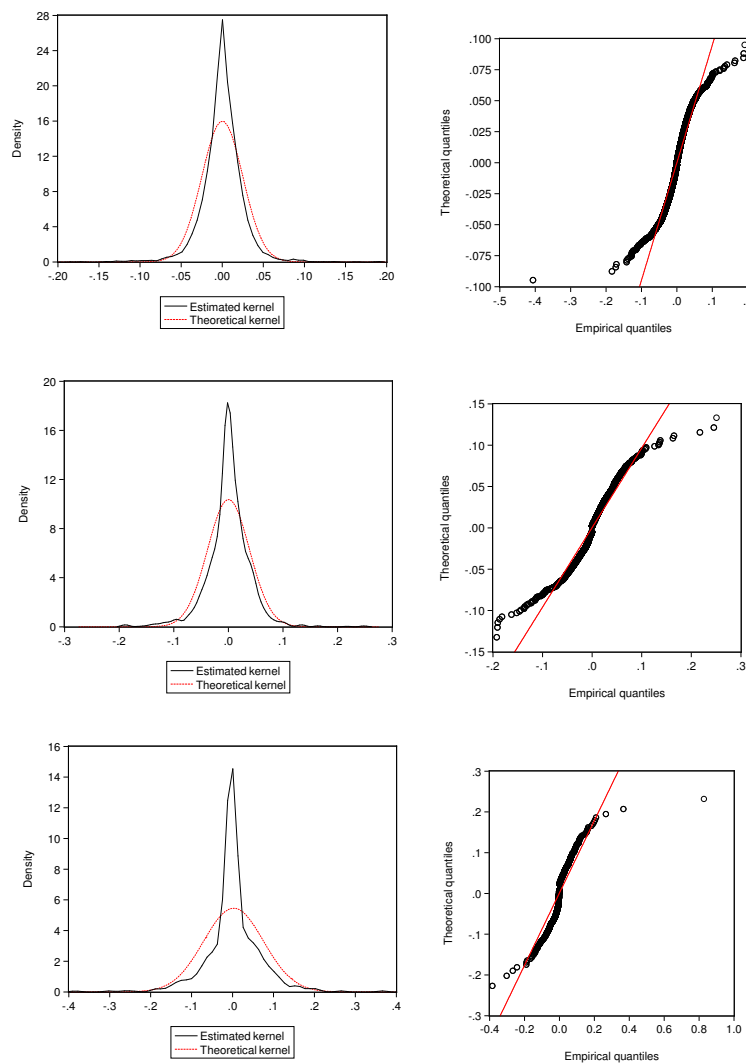 28
24
20
16
12
8
4
0
-.20 -.15 -.10 -.05 .00 .05 .10 .15 .20
Density
Estimated kernel
Theoretical kernel
.100
.075
.050
.025
.000
-.025
-.050
-.075
-.100
-.5 -.4 -.3 -.2 -.1 .0 .1
Theoretical quantiles
Empirical quantiles
20
16
12
8
4
0
-.3 -.2 -.1 .0 .1 .2 .3
Density
Estimated kernel
Theoretical kernel
.15
.10
.05
.00
-.05
-.10
-.15
-.2 -.1 .0 .1 .2 .3
Theoretical quantiles
Empirical quantiles
16
14
12
10
8
6
4
2
0
-.4 -.3 -.2 -.1 .0 .1 .2 .3 .4
Density
Estimated kernel
Theoretical kernel
.3
.2
.1
.0
-.1
-.2
-.3
-0.4 -0.2 0.0 0.2 0.4 0.6 0.8 1.0
Theoretical quantiles
Empirical quantiles